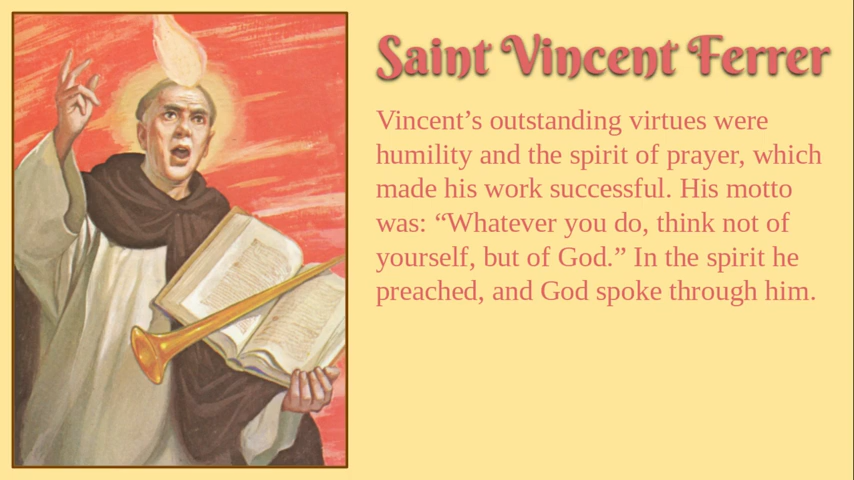 Saint Vincent Ferrer
Vincent’s outstanding virtues were
humility and the spirit of prayer, which
made his work successful. His motto
was: “Whatever you do, think not of
yourself, but of God.” In the spirit he
preached, and God spoke through him.